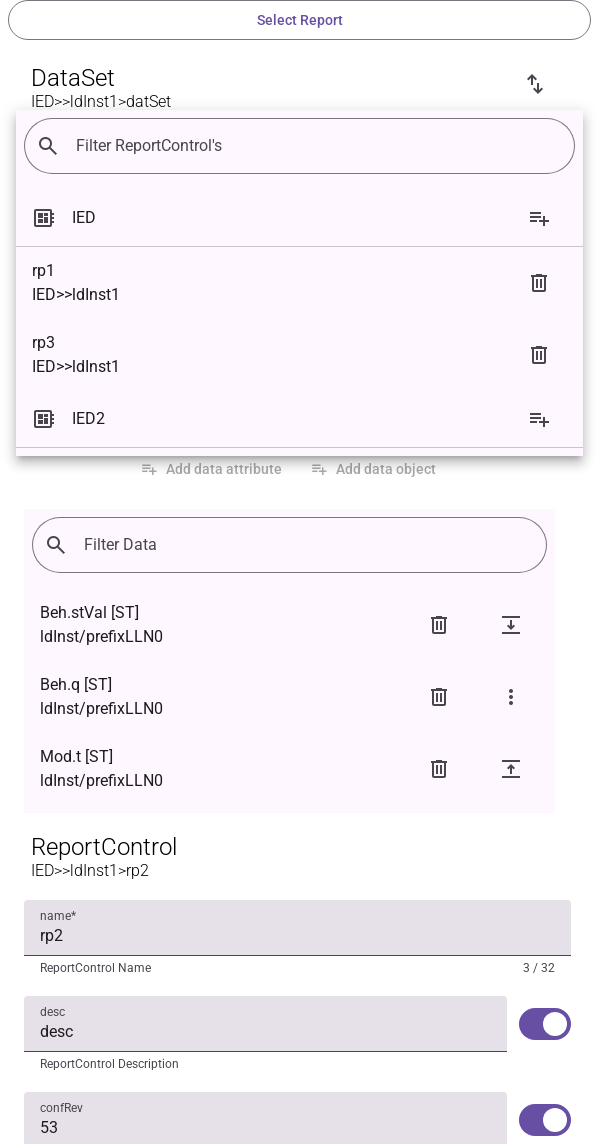 Select Report
DataSet
IED>>ldInst1>datSet
Filter ReportControl's
IED
rp1
IED>>ldInst1
rp3
IED>>ldInst1
IED2
Add data attribute
Add data object
Filter Data
Beh.stVal [ST]
ldInst/prefixLLN0
Beh.q [ST]
ldInst/prefixLLN0
Mod.t [ST]
ldInst/prefixLLN0
ReportControl
IED>>ldInst1>rp2
name*
rp2
ReportControl Name
3 / 32
desc
desc
ReportControl Description
confRev
53